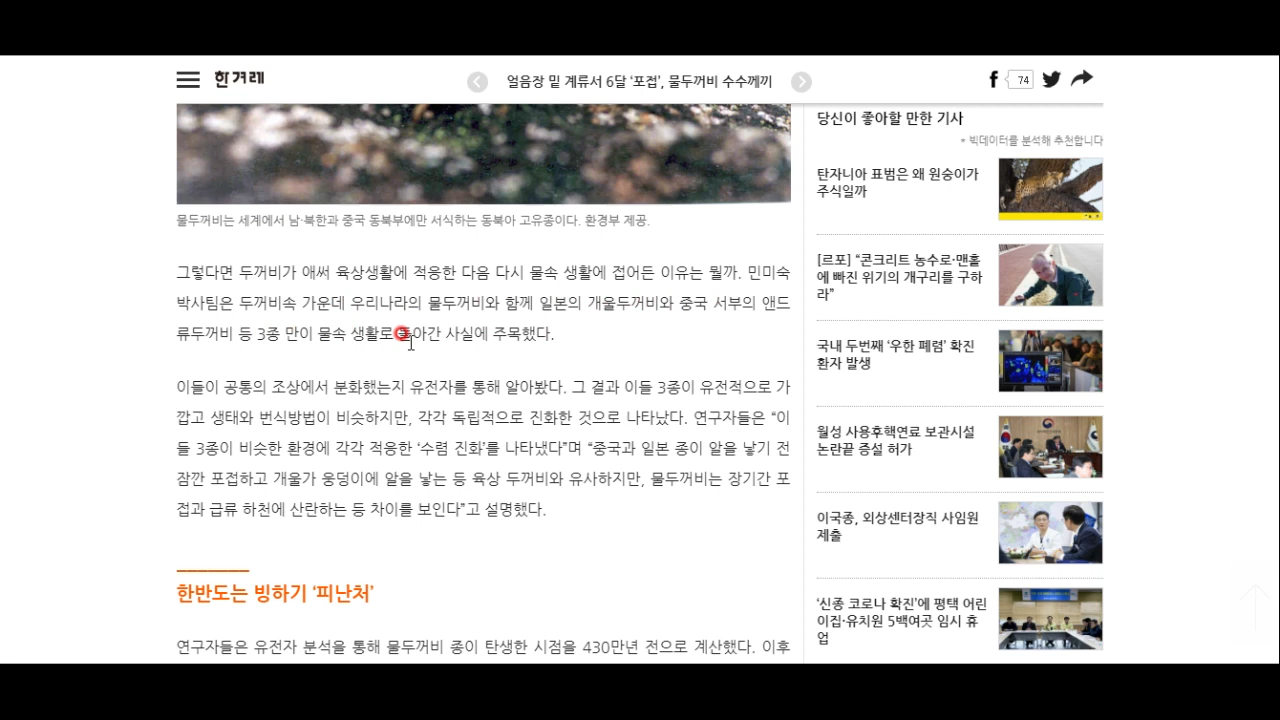 한겨레
얼음장 밑 계류서 6달 ‘포접’, 물두꺼비 수수께끼
74
물두꺼비는 세계에서 남·북한과 중국 동북부에만 서식하는 동북아 고유종이다. 환경부 제공.
그렇다면 두꺼비가 애써 육상생활에 적응한 다음 다시 물속 생활에 접어든 이유는 뭘까. 민미숙
박사팀은 두꺼비속 가운데 우리나라의 물두꺼비와 함께 일본의 개울두꺼비와 중국 서부의 앤드
류두꺼비 등 3종 만이 물속 생활로 돌아간 사실에 주목했다.
이들이 공통의 조상에서 분화했는지 유전자를 통해 알아봤다. 그 결과 이들 3종이 유전적으로 가
깝고 생태와 번식방법이 비슷하지만, 각각 독립적으로 진화한 것으로 나타났다. 연구자들은 “이
들 3종이 비슷한 환경에 각각 적응한 ‘수렴 진화’를 나타냈다”며 “중국과 일본 종이 알을 낳기 전
잠깐 포접하고 개울가 웅덩이에 알을 낳는 등 육상 두꺼비와 유사하지만, 물두꺼비는 장기간 포
접과 급류 하천에 산란하는 등 차이를 보인다”고 설명했다.
한반도는 빙하기 ‘피난처’
연구자들은 유전자 분석을 통해 물두꺼비 종이 탄생한 시점을 430만년 전으로 계산했다. 이후
당신이 좋아할 만한 기사
* 빅데이터를 분석해 추천합니다
탄자니아 표범은 왜 원숭이가
주식일까
[르포] “콘크리트 농수로·맨홀
에 빠진 위기의 개구리를 구하
라”
국내 두번째 ‘우한 폐렴’ 확진
환자 발생
월성 사용후핵연료 보관시설
논란끝 증설 허가
이국종, 외상센터장직 사임원
제출
‘신종 코로나 확진’에 평택 어린
이집·유치원 5백여곳 임시 휴
업